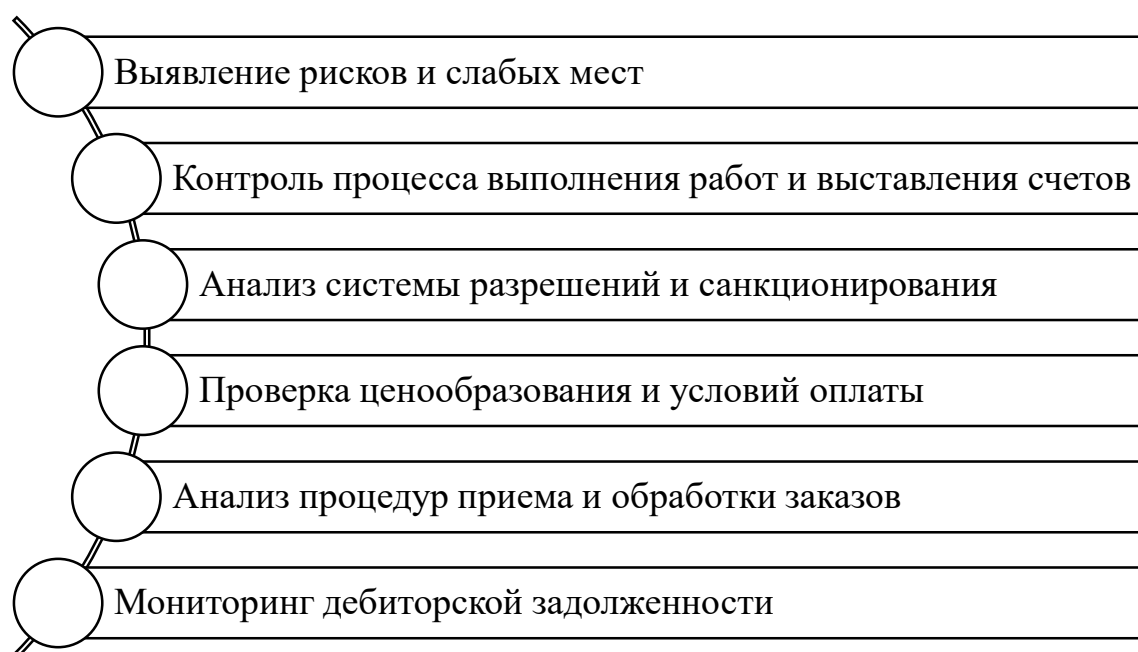 Выявление рисков и слабых мест
Контроль процесса выполнения работ и выставления счетов
Анализ системы разрешений и санкционирования
Проверка ценообразования и условий оплаты
Анализ процедур приема и обработки заказов
Мониторинг дебиторской задолженности